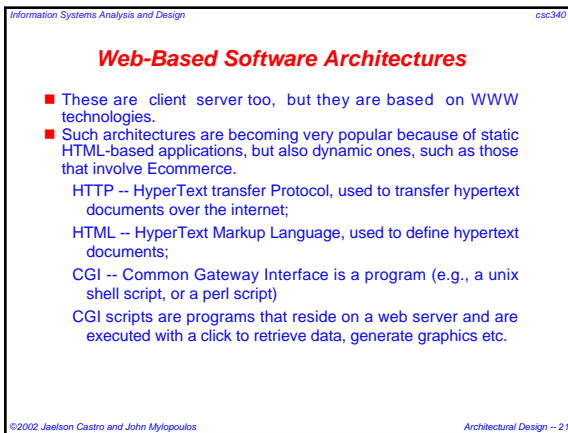 Information Systems Analysis and Design csc340
Web-Based Software Architectures
These are client server too, but they are based on WWW
technologies.
Such architectures are becoming very popular because of static
HTML-based applications, but also dynamic ones, such as those
that involve Ecommerce.
HTTP -- HyperText transfer Protocol, used to transfer hypertext
documents over the internet;
HTML -- HyperText Markup Language, used to define hypertext
documents;
CGI -- Common Gateway Interface is a program (e.g., a unix
shell script, or a perl script)
CGI scripts are programs that reside on a web server and are
executed with a click to retrieve data, generate graphics etc.
©2002 Jaelson Castro and John Mylopoulos Architectural Design -- 21